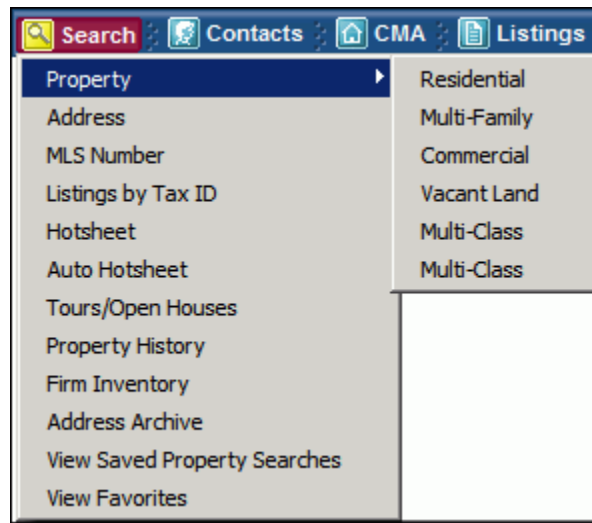 Search Contacts CMA Listings
Property
Address
MLS Number
Listings by Tax ID
Hotsheet
Auto Hotsheet
Tours/Open Houses
Property History
Firm Inventory
Address Archive
View Saved Property Searches
View Favorites
Residential
Multi-Family
Commercial
Vacant Land
Multi-Class
Multi-Class